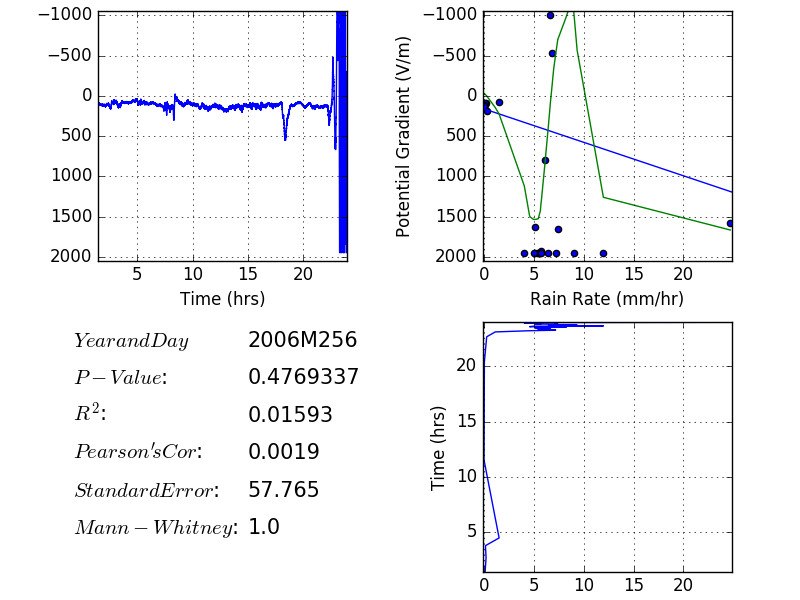 −1000
−500
0
500
1000
1500
2000
5 10 15 20
Time (hrs)
Potential Gradient (V/m)
−1000
−500
0
500
1000
1500
2000
0 5 10 15 20
Rain Rate (mm/hr)
YearandDay 2006M256
P−Value: 0.4769337
R²: 0.01593
Pearson'sCor: 0.0019
StandardError: 57.765
Mann−Whitney: 1.0
Time (hrs)
20
15
10
5
0 5 10 15 20